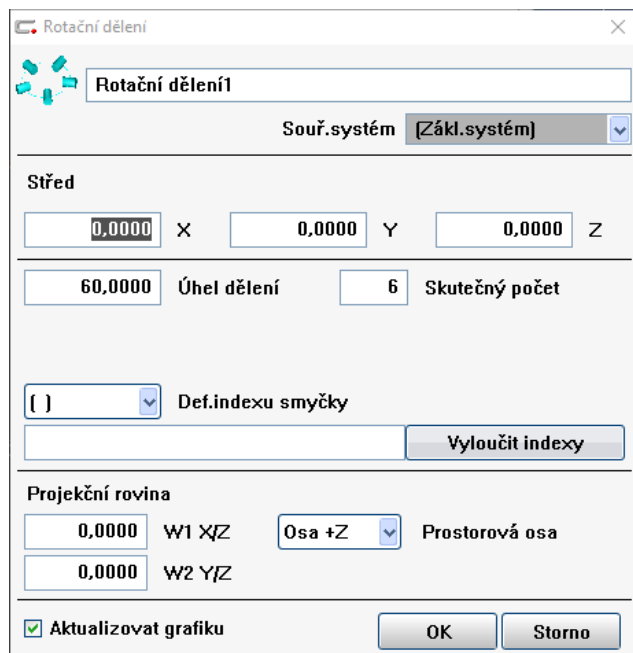 Rotační dělení
Rotační dělení1
Souř.systém (Zákl.systém)
Střed
0,0000 X 0,0000 Y 0,0000 Z
60,0000 Úhel dělení 6 Skutečný počet
( ) Def.indexu smyčky
Vyloučit indexy
Projekční rovina
0,0000 W1 X/Z Osa +Z Prostorová osa
0,0000 W2 Y/Z
Aktualizovat grafiku OK Storno